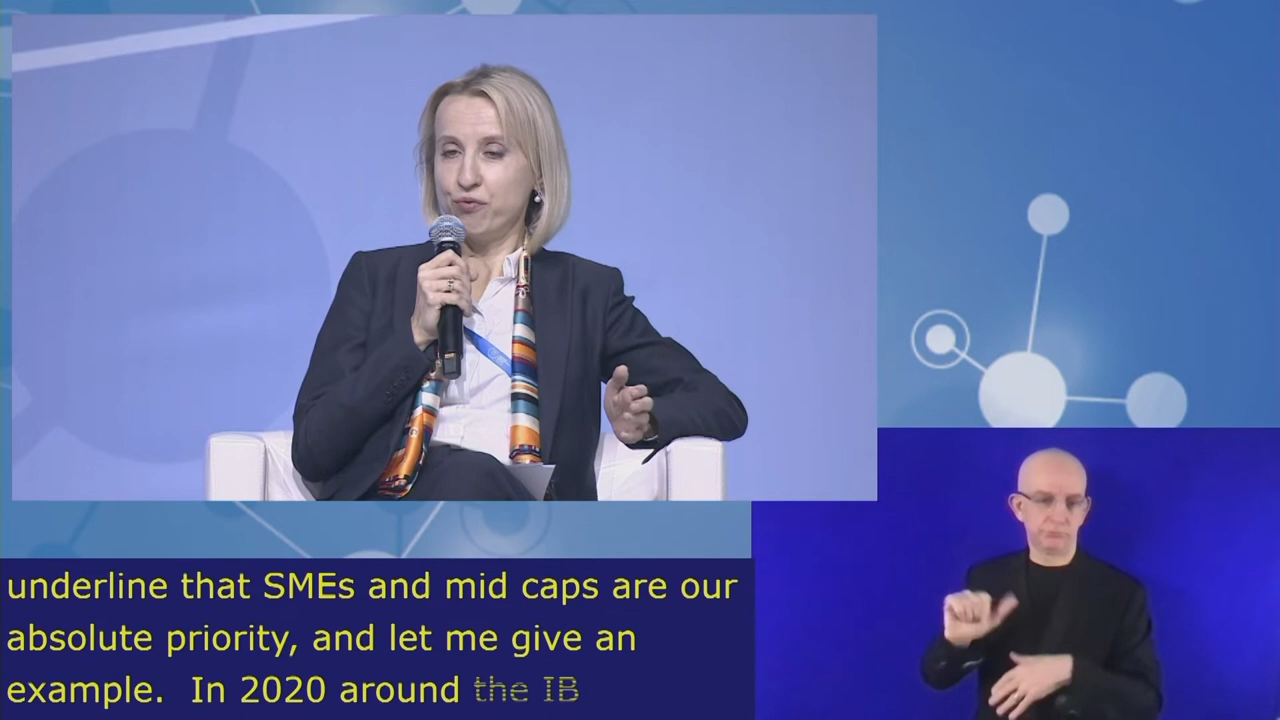 underline that SMEs and mid caps are our
absolute priority, and let me give an
example.  In 2020 around the IB